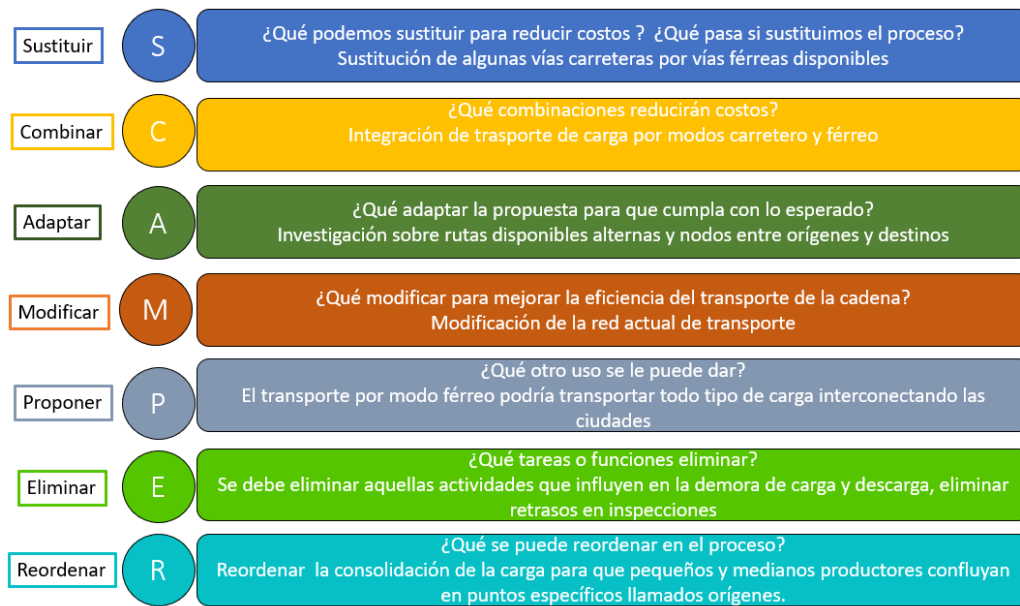 Sustituir
S
¿Qué podemos sustituir para reducir costos ? ¿Qué pasa si sustituimos el proceso?
Sustitución de algunas vías carreteras por vías férreas disponibles
Combinar
C
¿Qué combinaciones reducirán costos?
Integración de trasporte de carga por modos carretero y férreo
Adaptar
A
¿Qué adaptar la propuesta para que cumpla con lo esperado?
Investigación sobre rutas disponibles alternas y nodos entre orígenes y destinos
Modificar
M
¿Qué modificar para mejorar la eficiencia del transporte de la cadena?
Modificación de la red actual de transporte
Proponer
P
¿Qué otro uso se le puede dar?
El transporte por modo férreo podría transportar todo tipo de carga interconectando las
ciudades
Eliminar
E
¿Qué tareas o funciones eliminar?
Se debe eliminar aquellas actividades que influyen en la demora de carga y descarga, eliminar
retrasos en inspecciones
Reordenar
R
¿Qué se puede reordenar en el proceso?
Reordenar la consolidación de la carga para que pequeños y medianos productores confluyan
en puntos específicos llamados orígenes.